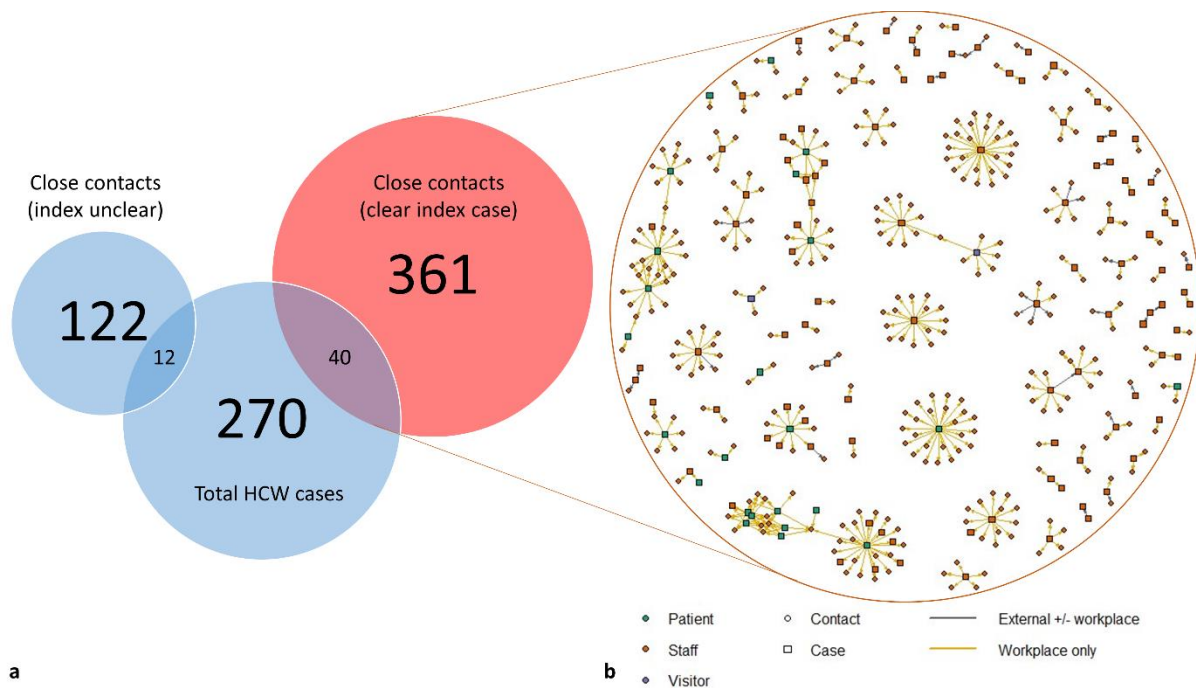 Close contacts
(index unclear)
122
12
Close contacts
(clear index case)
361
40
270
Total HCW cases
Patient
Staff
Visitor
Contact
Case
External +/- workplace
Workplace only
a
b